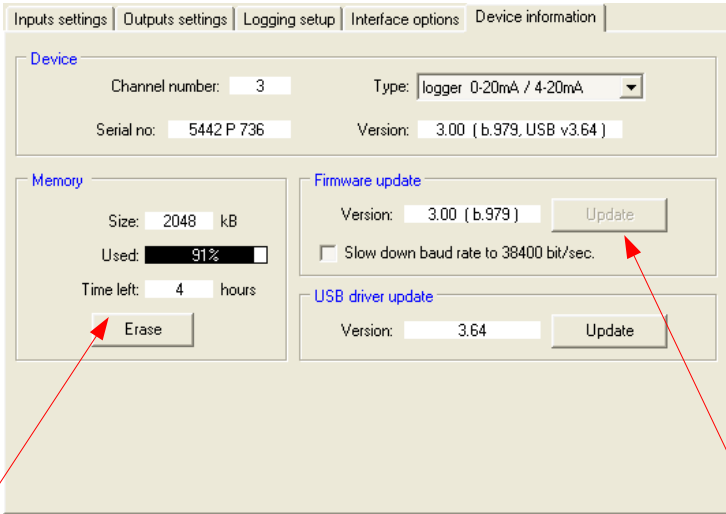 Inputs settings Outputs settings Logging setup Interface options Device information
Device
Channel number: 3 Type: logger 0-20mA / 4-20mA
Serial no: 5442 P 736 Version: 3.00 ( b.979, USB v3.64 )
Memory
Size: 2048 kB
Used: 91%
Time left: 4 hours
Erase
Firmware update
Version: 3.00 ( b.979 ) Update
Slow down baud rate to 38400 bit/sec.
USB driver update
Version: 3.64 Update